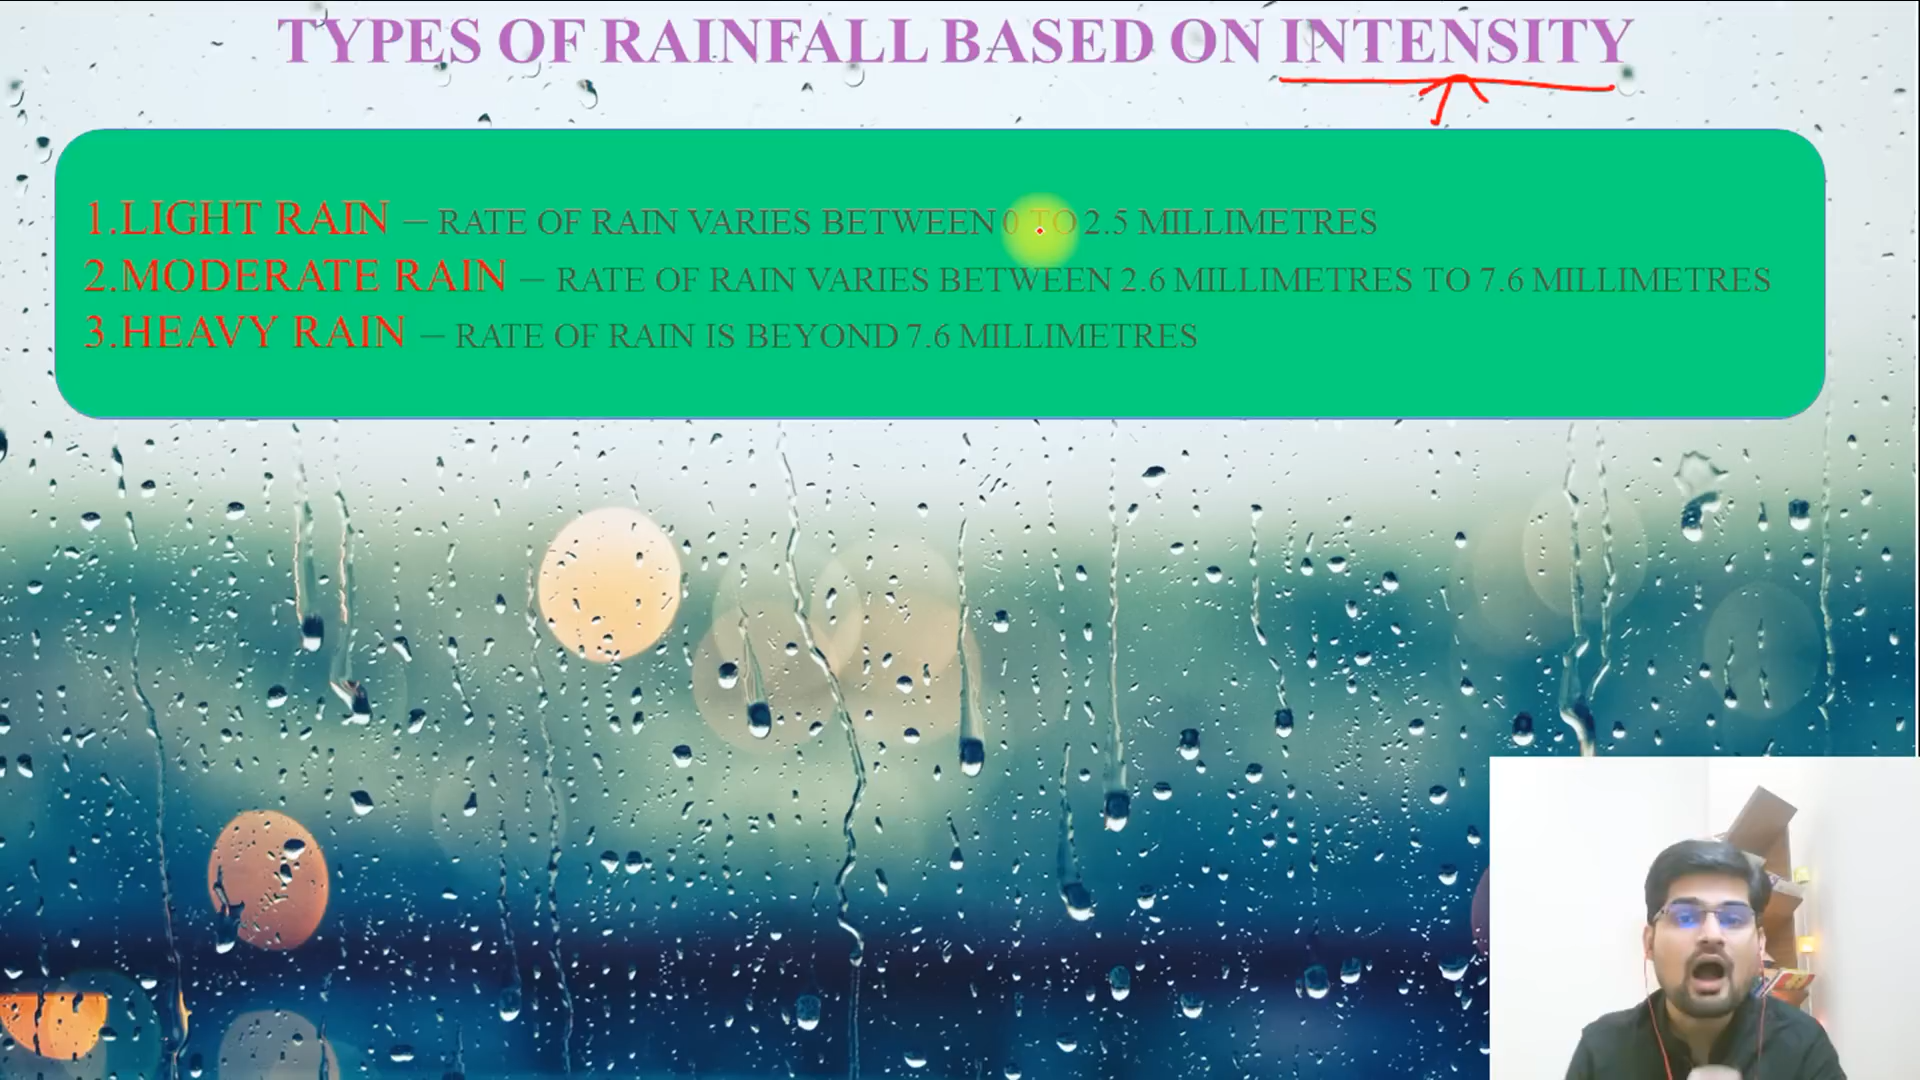 TYPES OF RAINFALL BASED ON INTENSITY
1.LIGHT RAIN – RATE OF RAIN VARIES BETWEEN 0 TO 2.5 MILLIMETRES
2.MODERATE RAIN – RATE OF RAIN VARIES BETWEEN 2.6 MILLIMETRES TO 7.6 MILLIMETRES
3.HEAVY RAIN – RATE OF RAIN IS BEYOND 7.6 MILLIMETRES